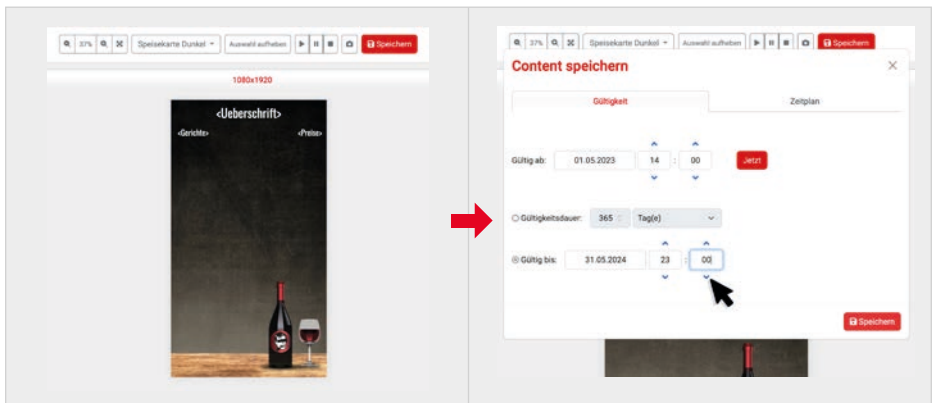 37% Speisekarte Dunkel Auswahl aufheben Speichern
1080x1920
<Ueberschrift>
<Gerichte> <Preise>
37% Speisekarte Dunkel Auswahl aufheben Speichern
Content speichern
Gültigkeit Zeitplan
Gültig ab: 01.05.2023 14 : 00 Jetzt
Gültigkeitsdauer: 365 Tag(e)
Gültig bis: 31.05.2024 23 : 00
Speichern